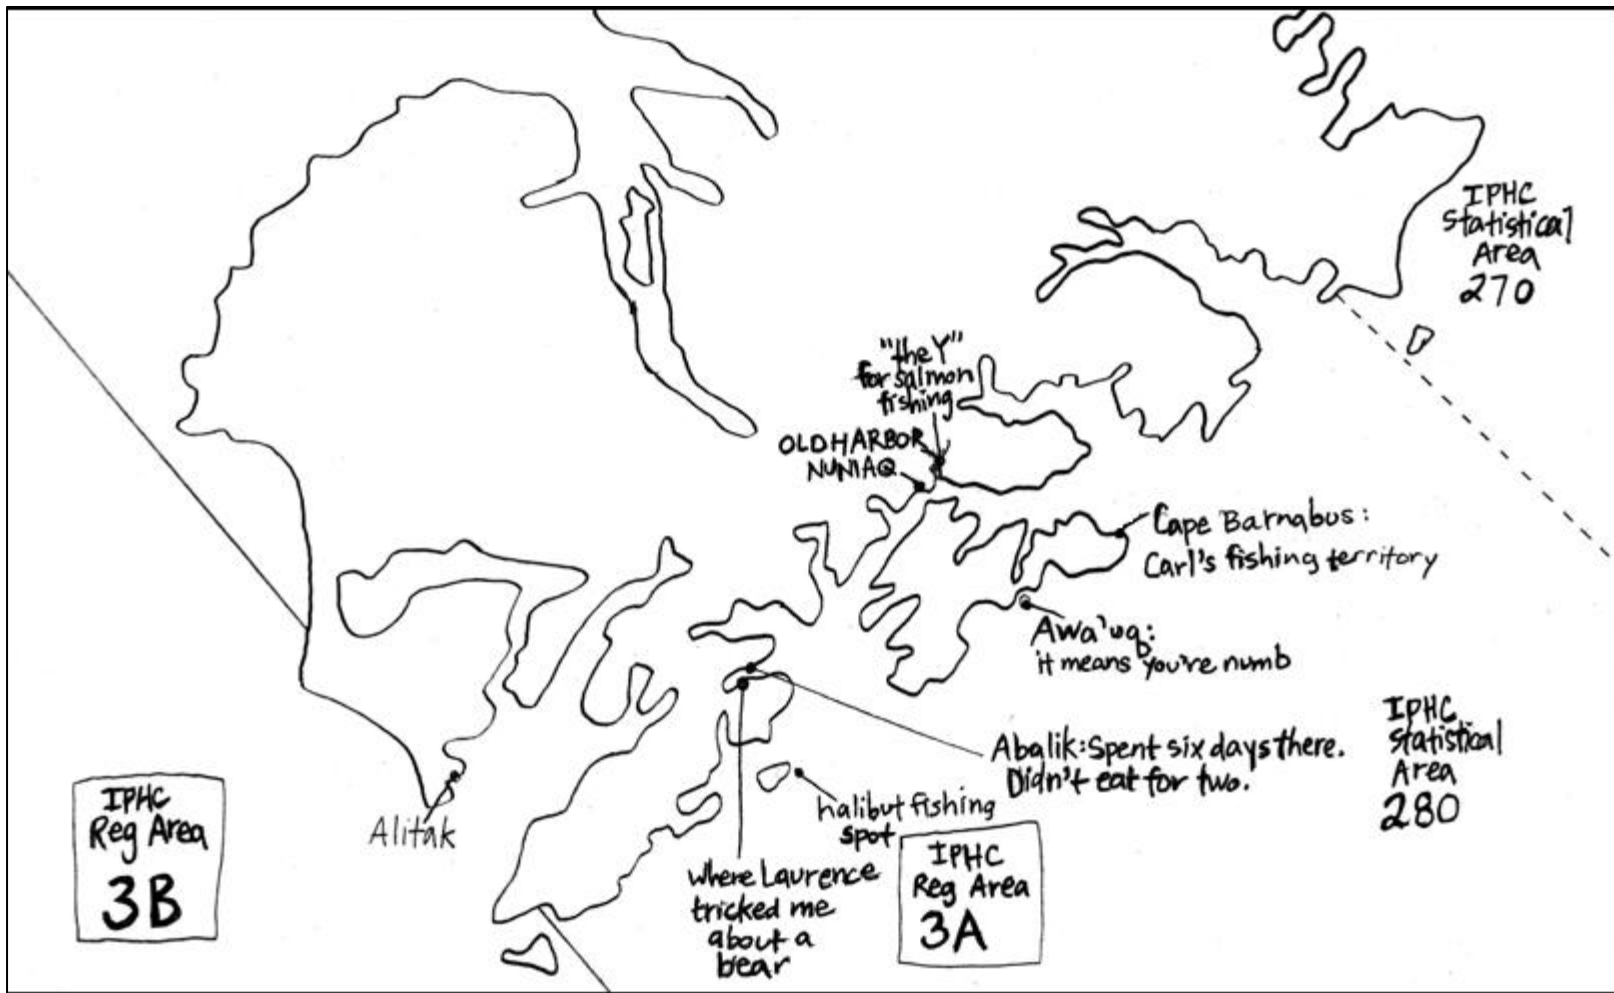 IPHC
Statistical
Area
270
"the Y"
for salmon
fishing
OLD HARBOR
NUNIAQ
Cape Barnabus:
Carl's fishing territory
Awa'uq:
it means you're numb
Abalik: Spent six days there.
Didn't eat for two.
IPHC
Statistical
Area
280
IPHC
Reg Area
3B
Alitak
halibut fishing
spot
IPHC
Reg Area
3A
where Laurence
tricked me
about a
bear